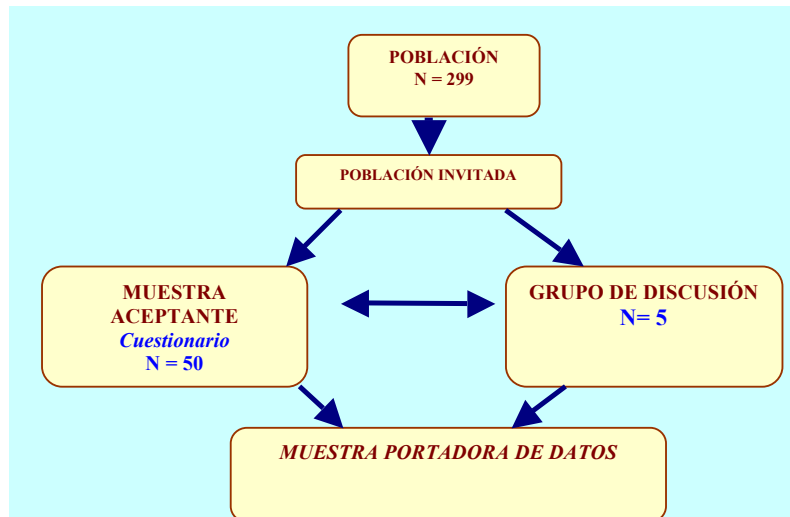 POBLACIÓN
N = 299
POBLACIÓN INVITADA
MUESTRA
ACEPTANTE
Cuestionario
N = 50
GRUPO DE DISCUSIÓN
N= 5
MUESTRA PORTADORA DE DATOS